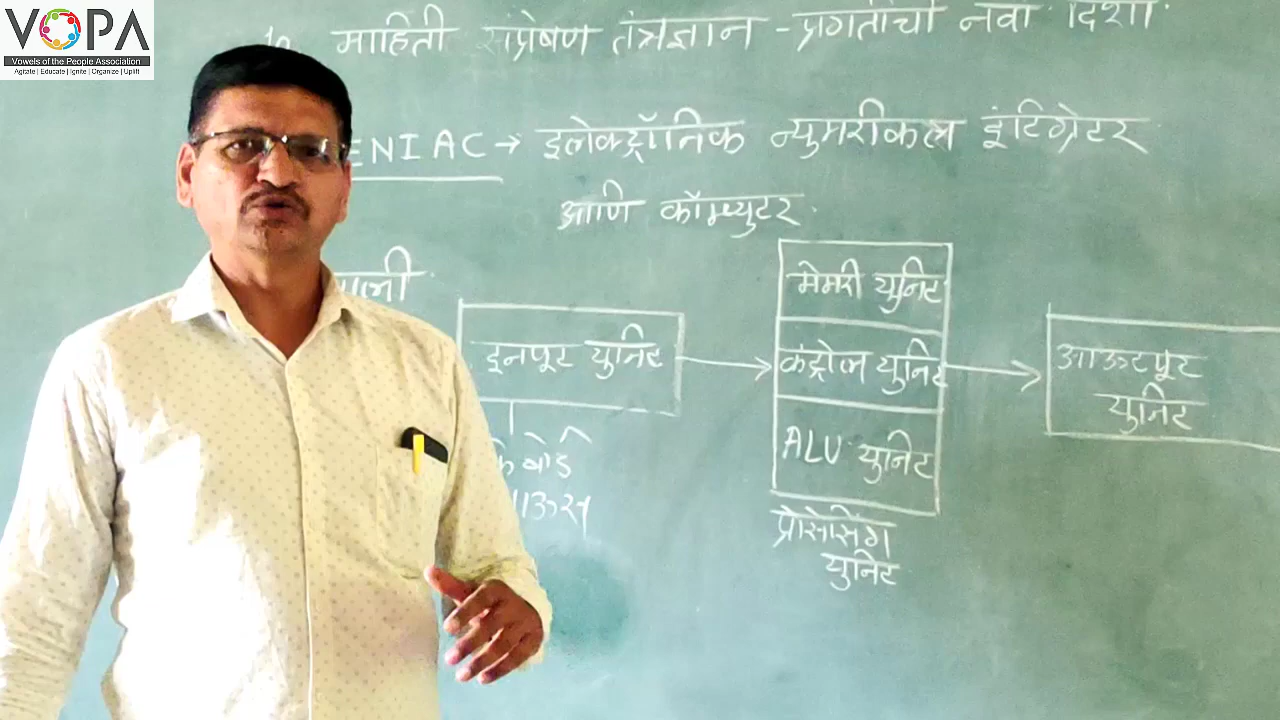 VOPA
Vowels of the People Association
Agitate | Educate | Ignite | Organize | Uplift
10 माहिती संप्रेषण तंत्रज्ञान - प्रगतीची नवी दिशा.
ENIAC → इलेक्ट्रॉनिक न्युमरीकल इंटिग्रेटर
आणि कॉम्प्युटर.
मेमरी युनिट
इनपूट युनिट
कंट्रोल युनिट
आऊटपूट
युनिट
ALU युनिट
बोर्ड
प्रोसेसिंग
युनिट